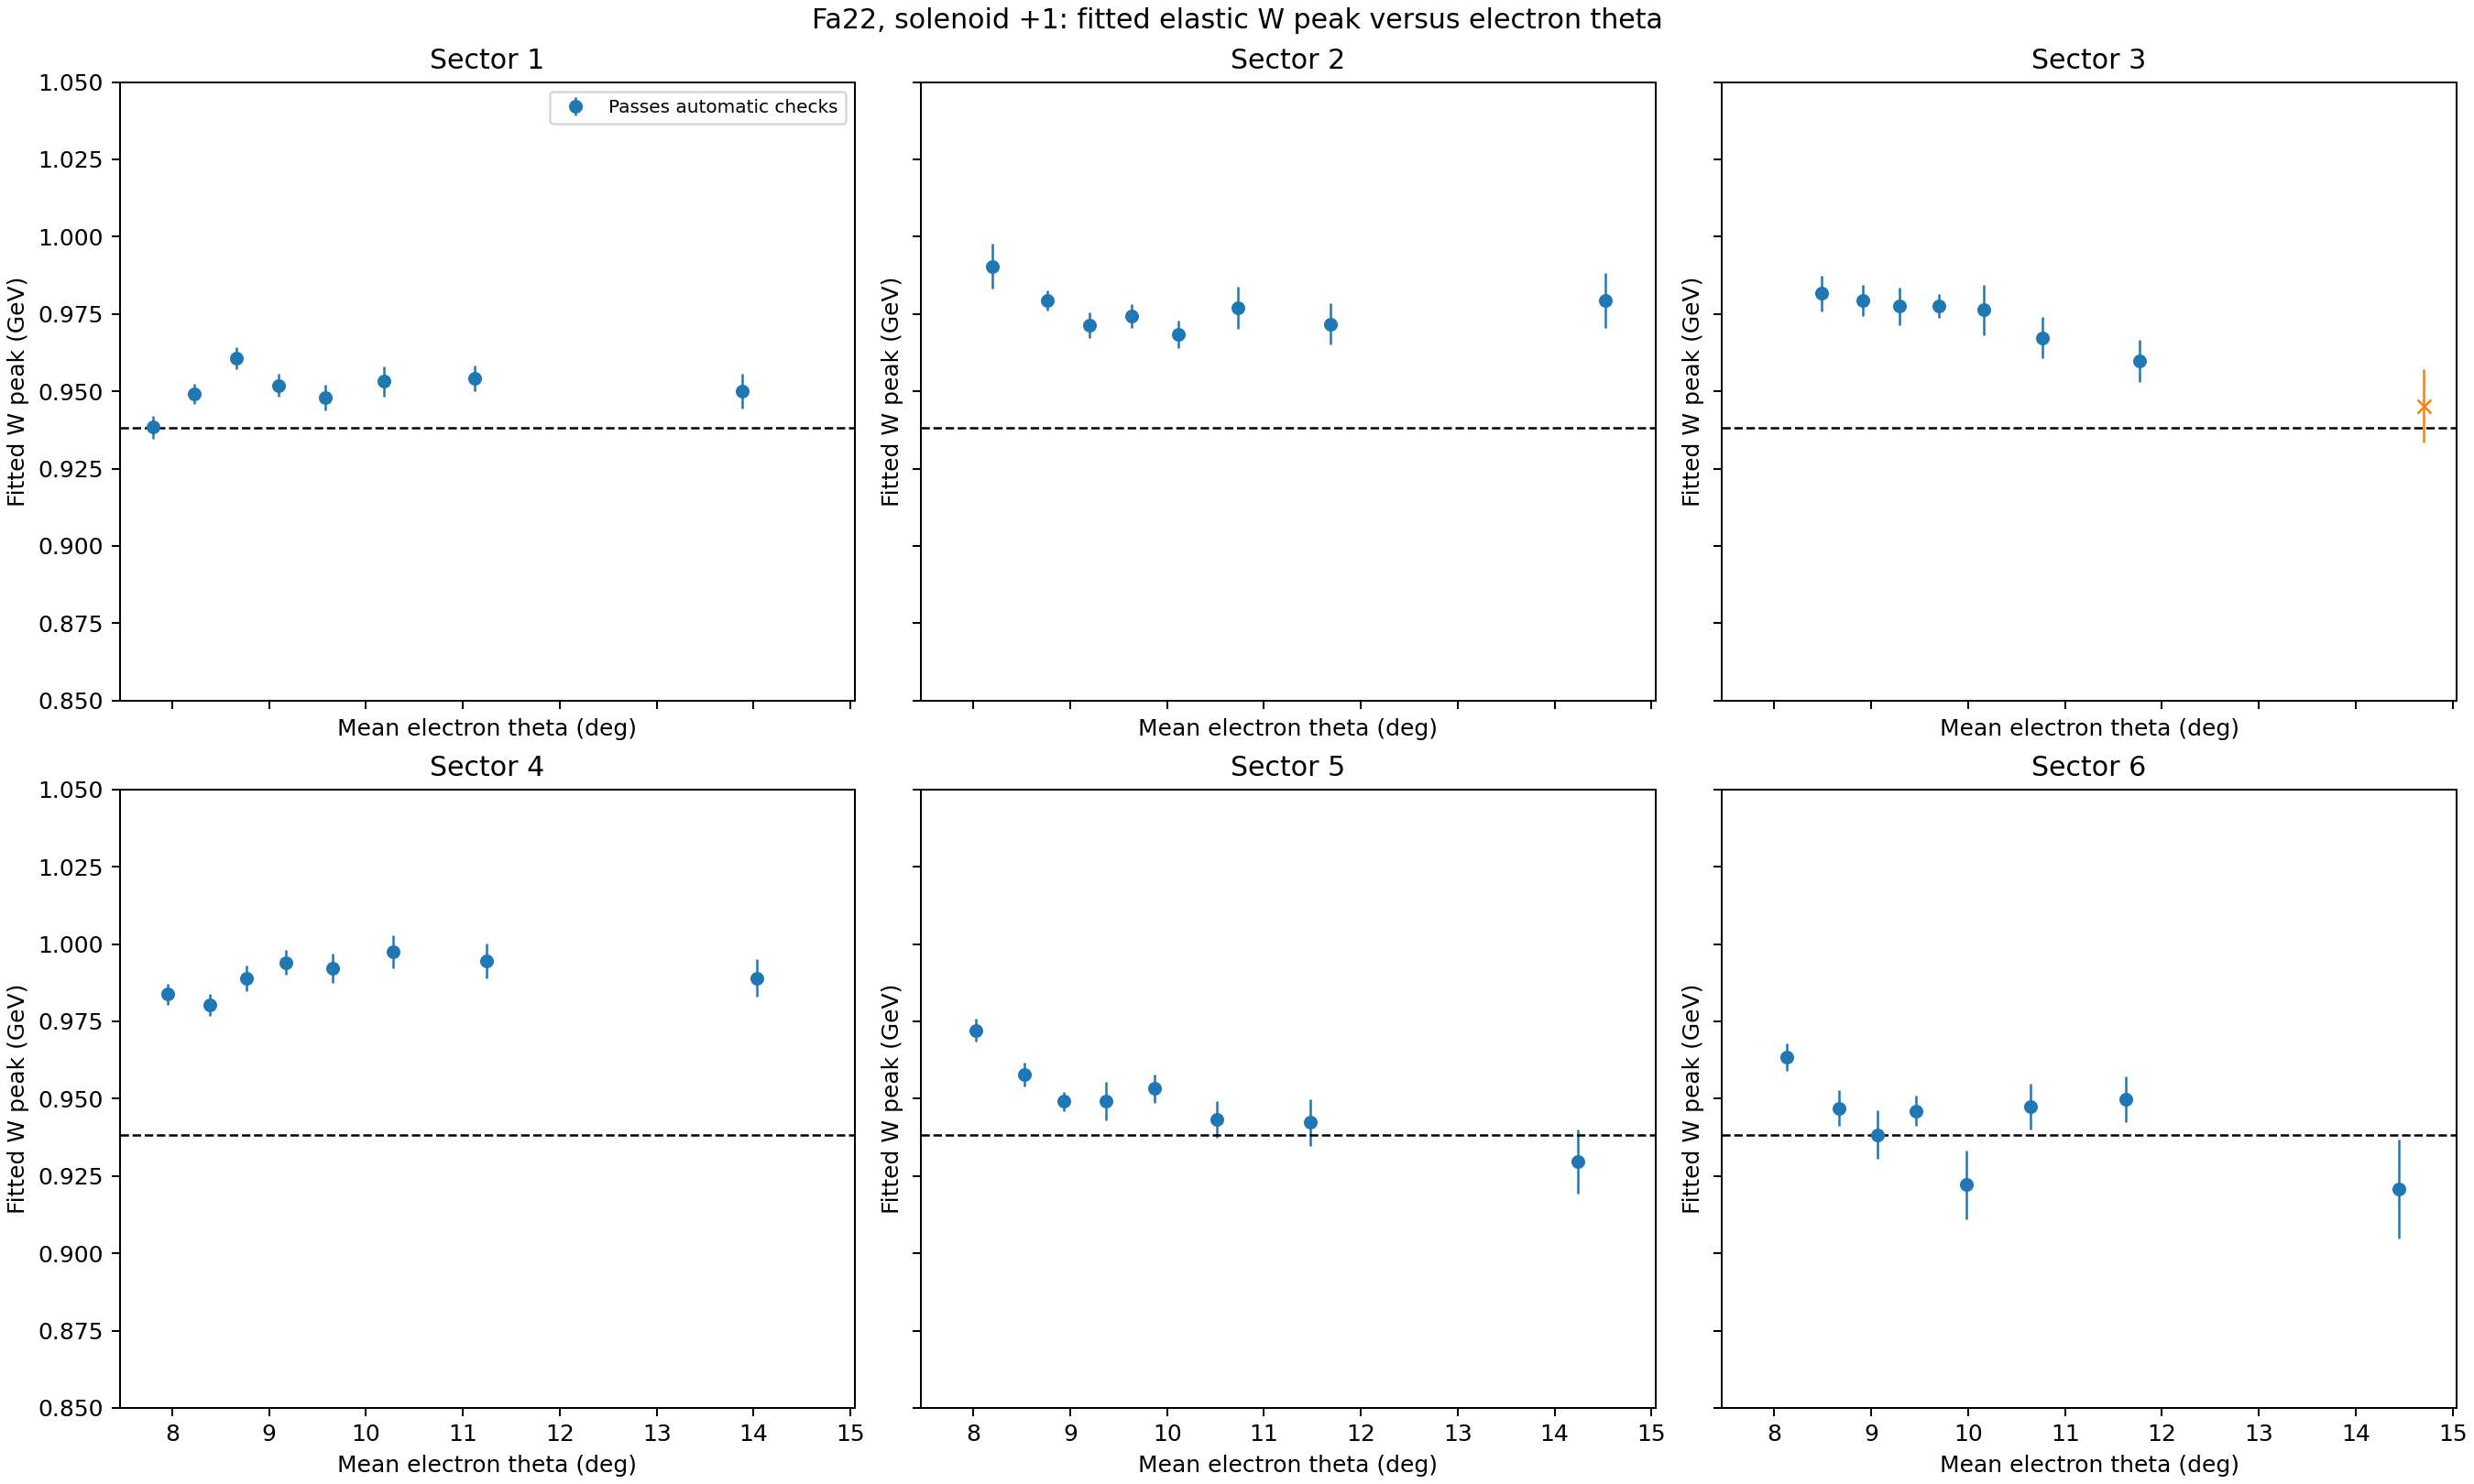 Fa22, solenoid +1: fitted elastic W peak versus electron theta
Sector 1
Sector 2
Sector 3
1.050
1.025
1.000
0.975
0.950
0.925
0.900
0.875
0.850
Fitted W peak (GeV)
Passes automatic checks
Fitted W peak (GeV)
Fitted W peak (GeV)
Mean electron theta (deg)
Mean electron theta (deg)
Mean electron theta (deg)
Sector 4
Sector 5
Sector 6
1.050
1.025
1.000
0.975
0.950
0.925
0.900
0.875
0.850
Fitted W peak (GeV)
Fitted W peak (GeV)
Fitted W peak (GeV)
8 9 10 11 12 13 14 15
8 9 10 11 12 13 14 15
8 9 10 11 12 13 14 15
Mean electron theta (deg)
Mean electron theta (deg)
Mean electron theta (deg)